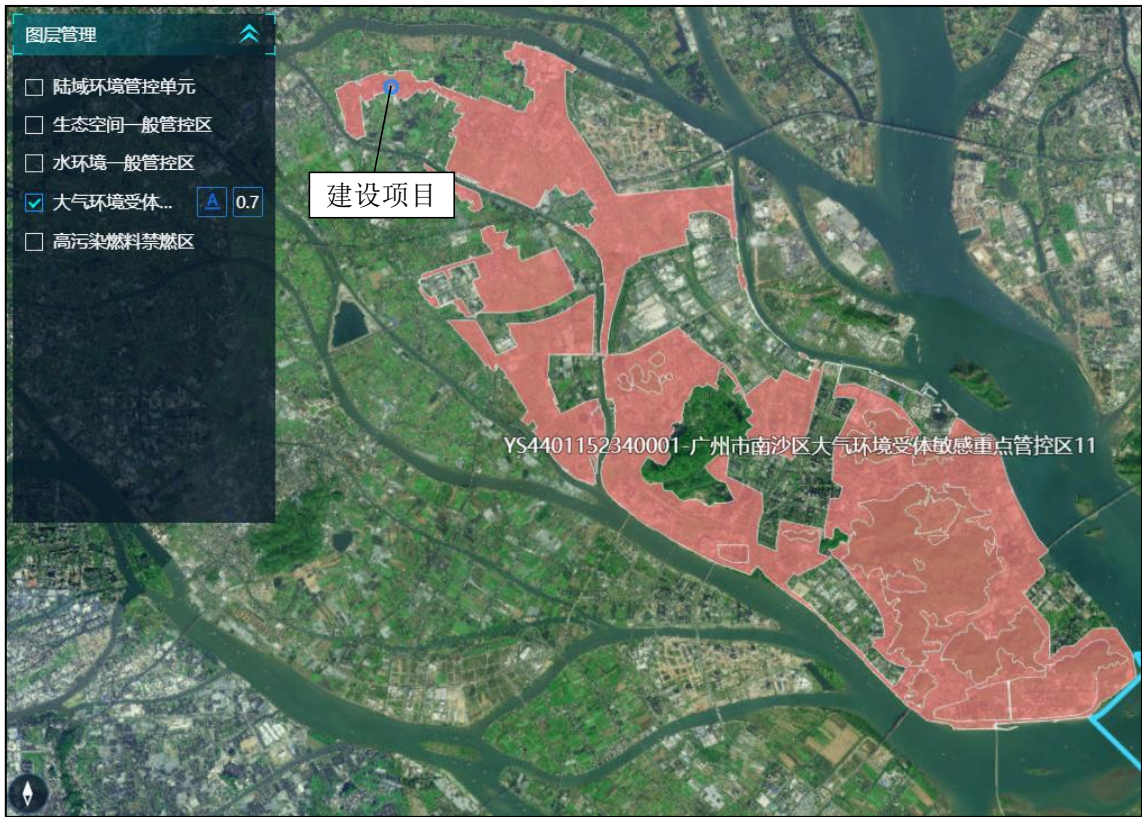 图层管理
陆域环境管控单元
生态空间一般管控区
水环境一般管控区
大气环境受体... A 0.7
高污染燃料禁燃区
建设项目
YS4401152340001-广州市南沙区大气环境受体敏感重点管控区11